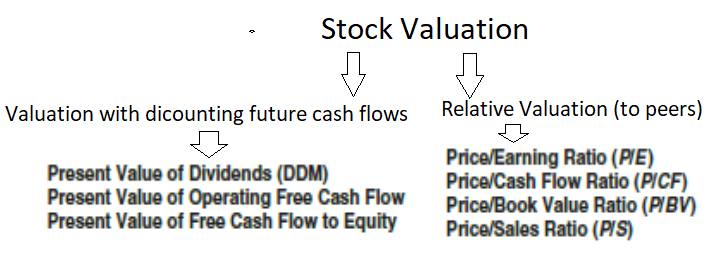 Stock Valuation
Valuation with dicounting future cash flows
Present Value of Dividends (DDM)
Present Value of Operating Free Cash Flow
Present Value of Free Cash Flow to Equity
Relative Valuation (to peers)
Price/Earning Ratio (P/E)
Price/Cash Flow Ratio (P/CF)
Price/Book Value Ratio (P/BV)
Price/Sales Ratio (P/S)